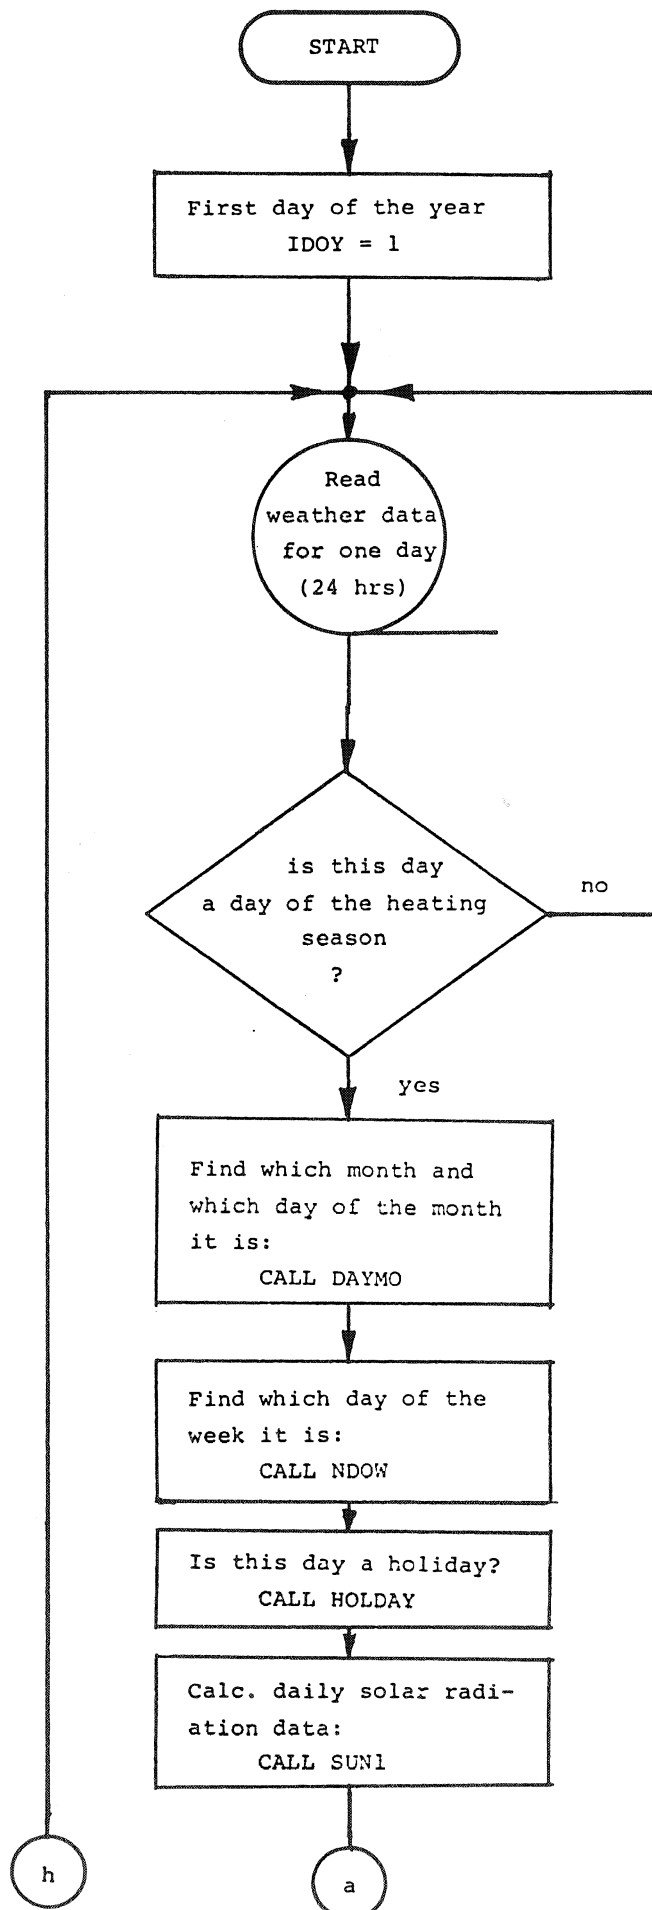 START
First day of the year
IDOY = 1
Read
weather data
for one day
(24 hrs)
is this day
a day of the heating
season
?
no
yes
Find which month and
which day of the month
it is:
CALL DAYMO
Find which day of the
week it is:
CALL NDOW
Is this day a holiday?
CALL HOLDAY
Calc. daily solar radi-
ation data:
CALL SUN1
h
a